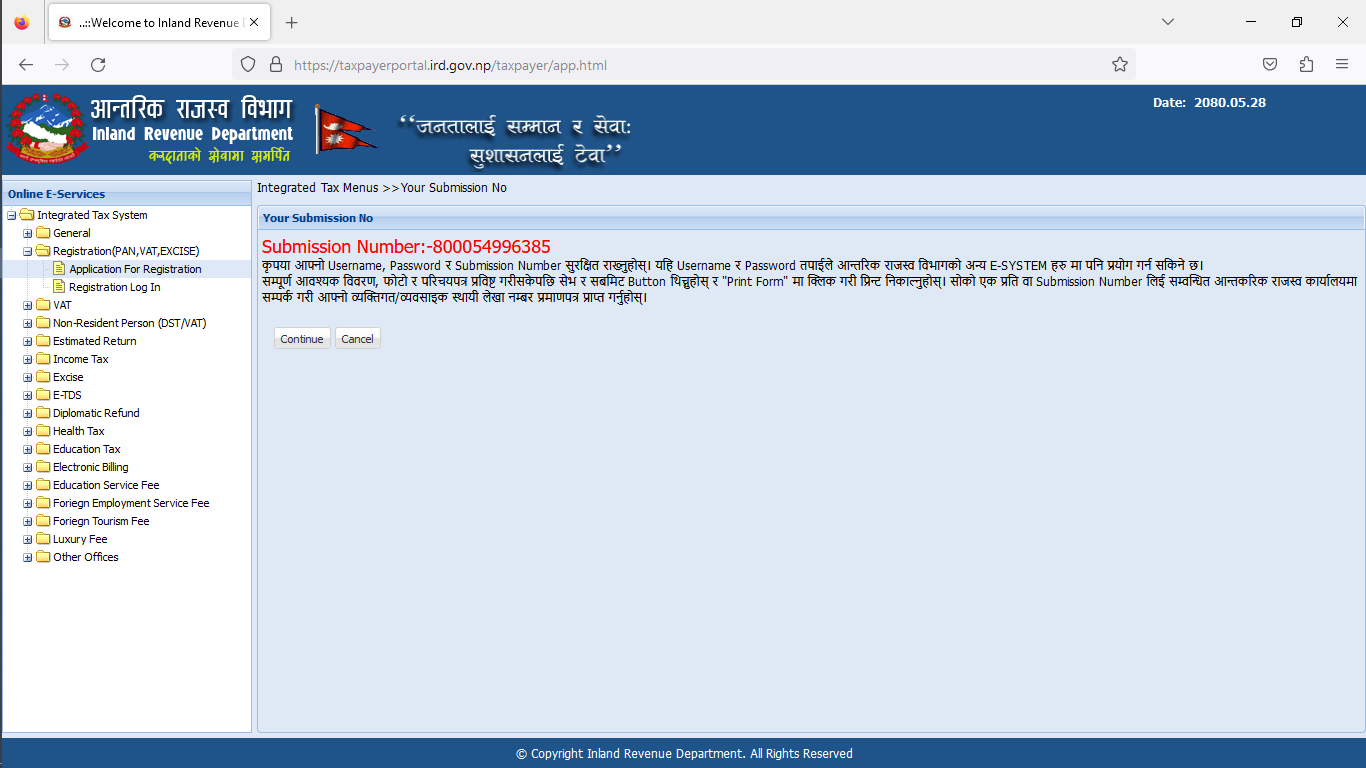 ..::Welcome to Inland Revenue
https://taxpayerportal.ird.gov.np/taxpayer/app.html
आन्तरिक राजस्व विभाग
Inland Revenue Department
करदाताको सेवामा समर्पित
“जनतालाई सम्मान र सेवा:
सुशासनलाई टेवा”
Date: 2080.05.28
Online E-Services
Integrated Tax System
General
Registration(PAN,VAT,EXCISE)
Application For Registration
Registration Log In
VAT
Non-Resident Person (DST/VAT)
Estimated Return
Income Tax
Excise
E-TDS
Diplomatic Refund
Health Tax
Education Tax
Electronic Billing
Education Service Fee
Foriegn Employment Service Fee
Foriegn Tourism Fee
Luxury Fee
Other Offices
Integrated Tax Menus >>Your Submission No
Your Submission No
Submission Number:-800054996385
कृपया आफ्नो Username, Password र Submission Number सुरक्षित राख्नुहोस्। यहि Username र Password तपाईले आन्तरिक राजस्व विभागको अन्य E-SYSTEM हरु मा पनि प्रयोग गर्न सकिने छ।
सम्पूर्ण आवश्यक विवरण, फोटो र परिचयपत्र प्रविष्ट गरीसकेपछि सेभ र सबमिट Button थिच्नुहोस् र "Print Form" मा क्लिक गरी प्रिन्ट निकाल्नुहोस्। सोको एक प्रति वा Submission Number लिई सम्वन्धित आन्तकरिक राजस्व कार्यालयमा
सम्पर्क गरी आफ्नो व्यक्तिगत/व्यवसाइक स्थायी लेखा नम्बर प्रमाणपत्र प्राप्त गर्नुहोस्।
Continue Cancel
© Copyright Inland Revenue Department. All Rights Reserved